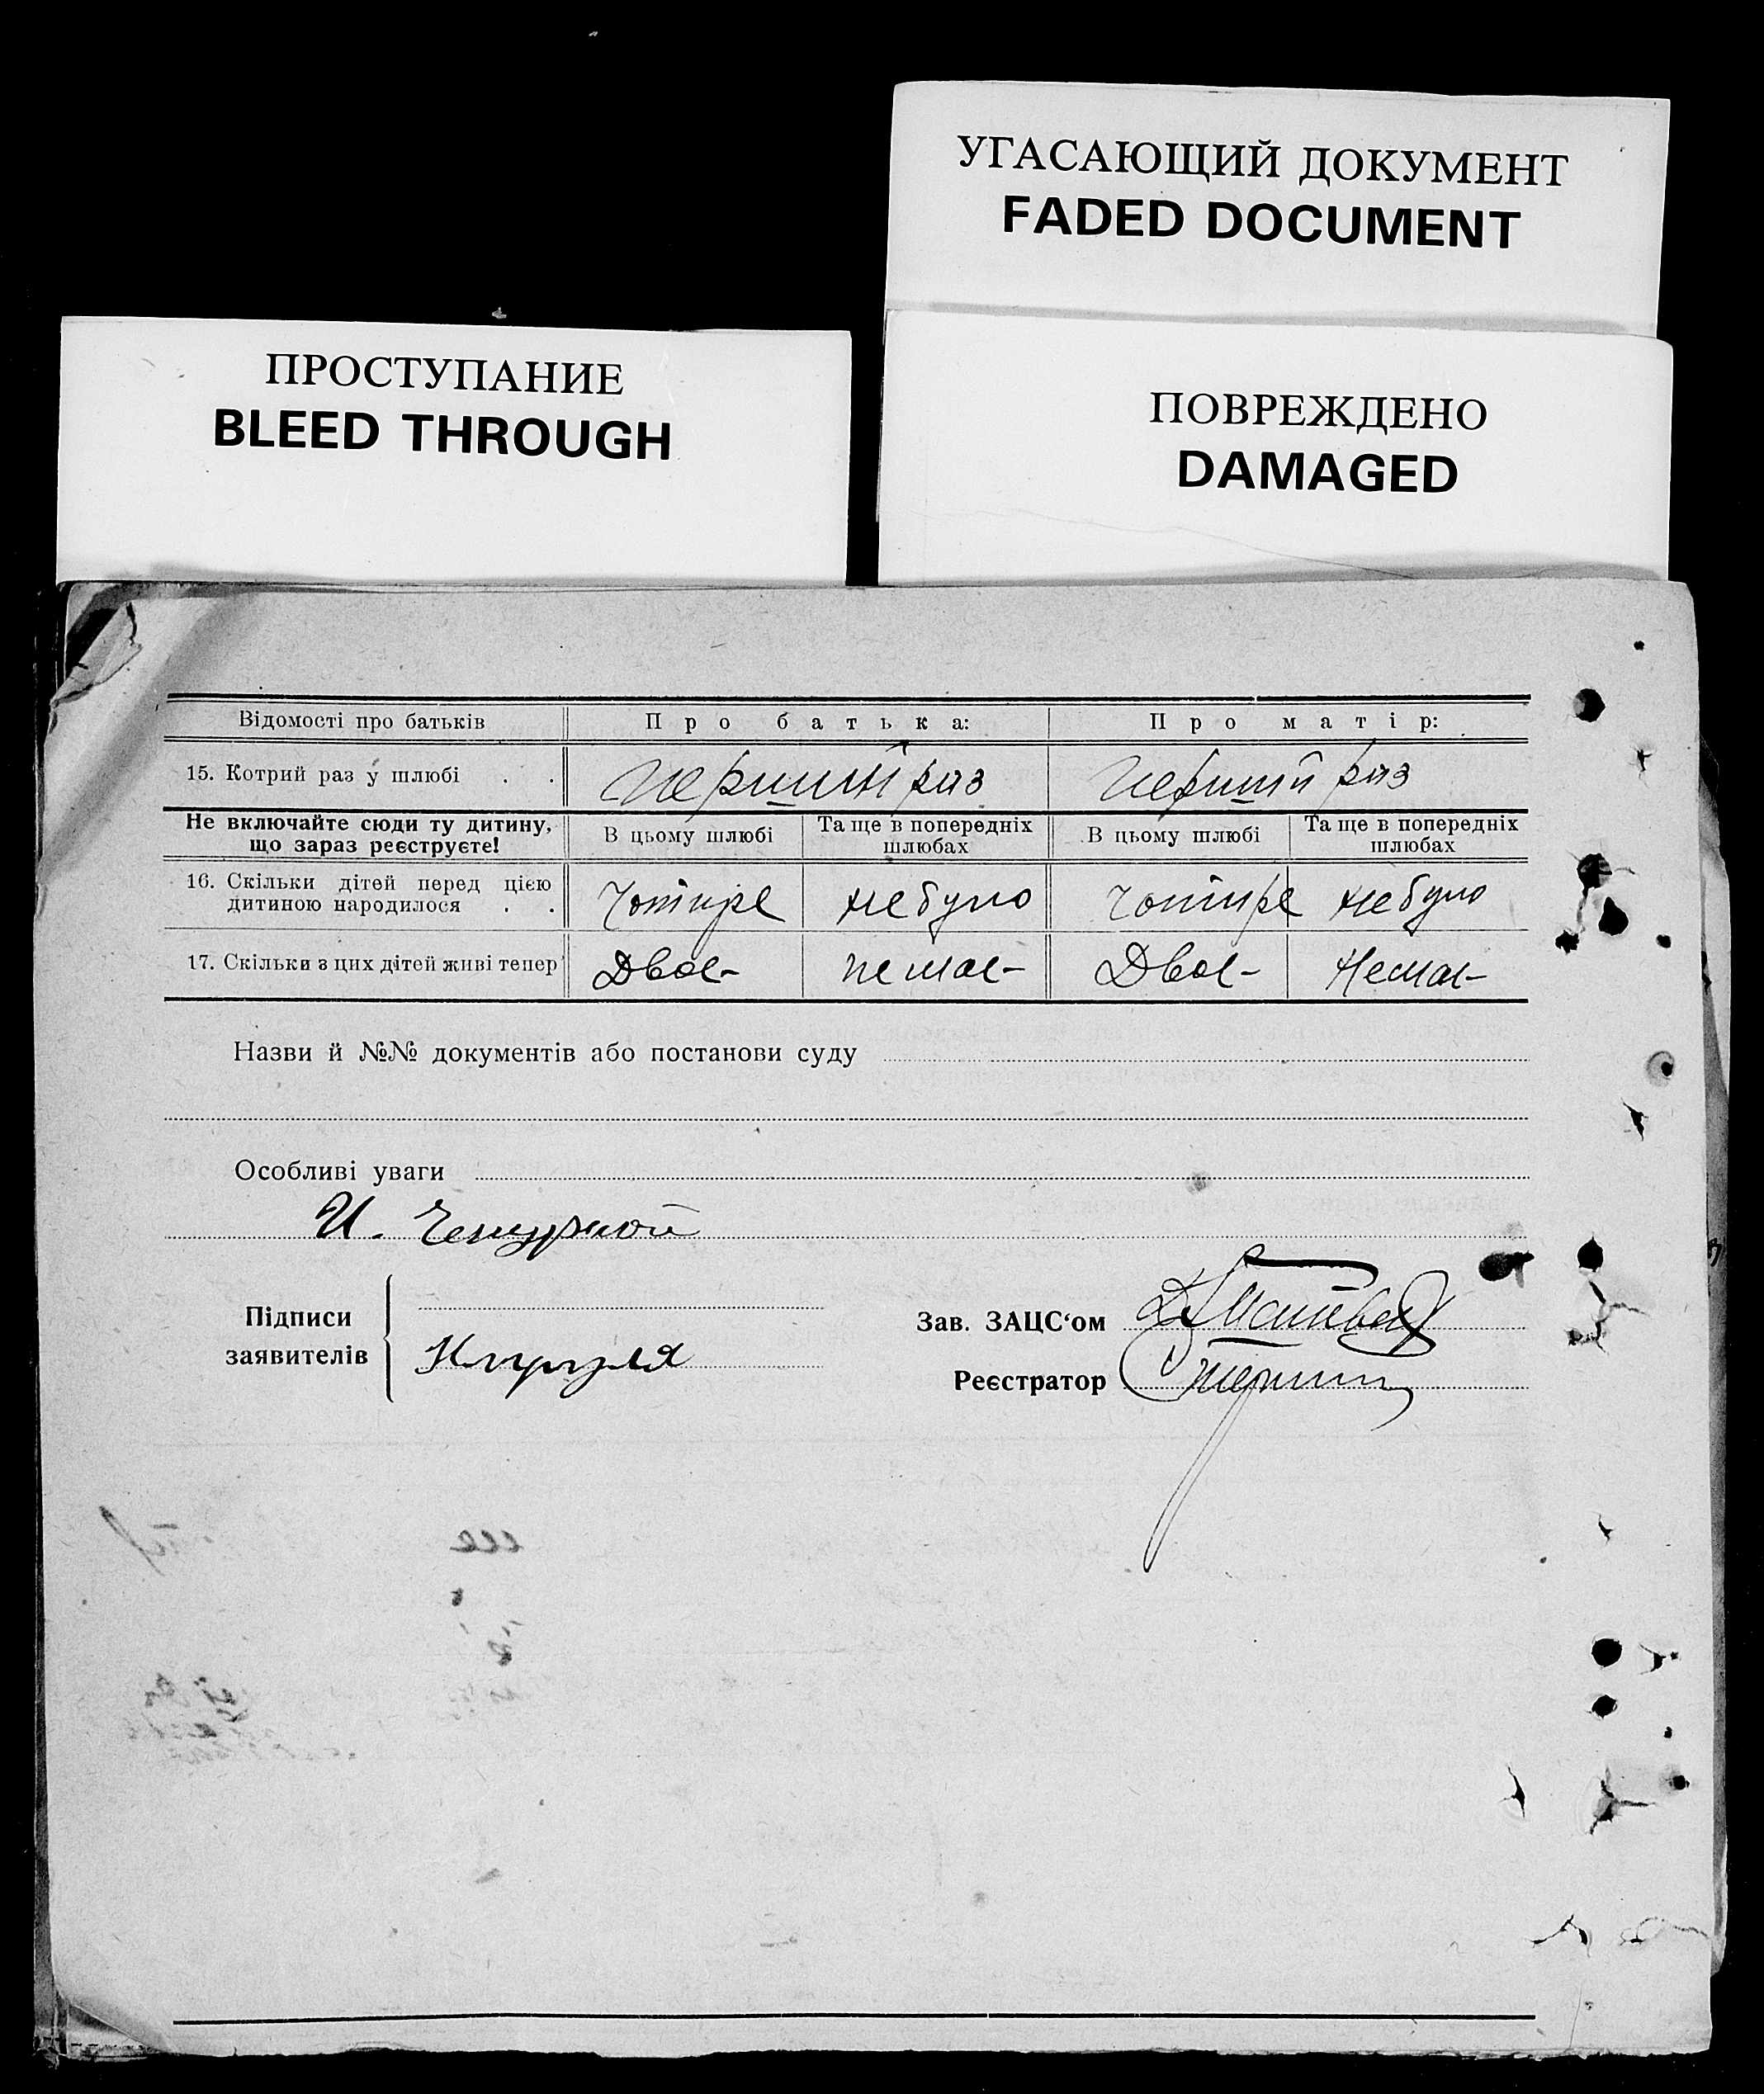 УГАСАЮЩИЙ ДОКУМЕНТ
FADED DOCUMENT
ПРОСТУПАНИЕ
BLEED THROUGH
ПОВРЕЖДЕНО
DAMAGED
Відомості про батьків Про батька: Про матір:
15. Котрий раз у шлюбі . . Перший раз Перший раз
Не включайте сюди ту дитину, що зараз реєструєте!
В цьому шлюбі
Та ще в попередніх шлюбах
В цьому шлюбі
Та ще в попередніх шлюбах
16. Скільки дітей перед цією
дитиною народилося . . Чотире не було Чотире не було
17. Скільки з цих дітей живі тепер Двое- немає- Двое- Немає-
Назви й №№ документів або постанови суду
Особливі уваги
И.
Підписи
заявителів
Зав. ЗАЦС‘ом
Реєстратор